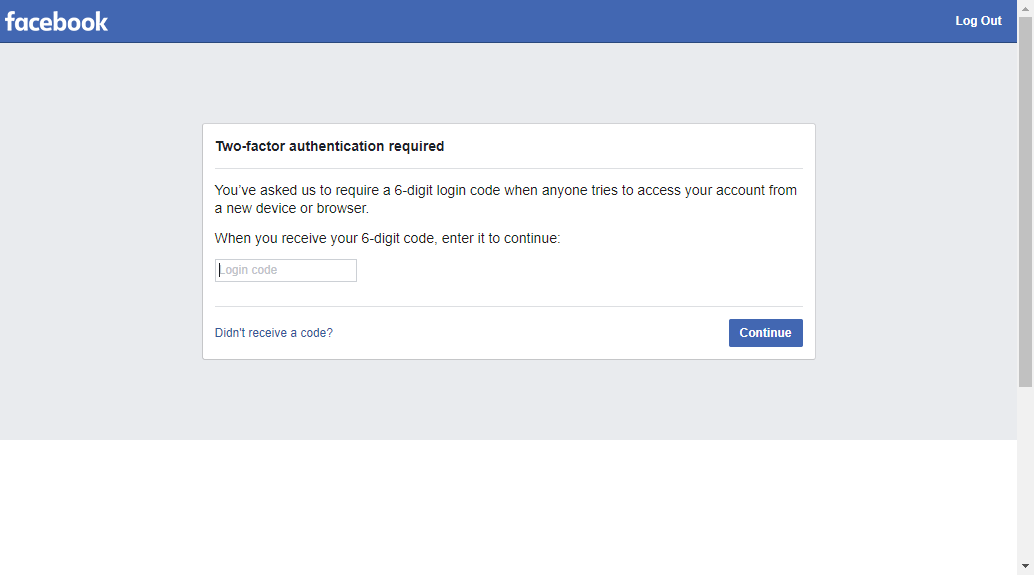 facebook
Log Out
Two-factor authentication required
You’ve asked us to require a 6-digit login code when anyone tries to access your account from
a new device or browser.
When you receive your 6-digit code, enter it to continue:
Login code
Didn't receive a code?
Continue